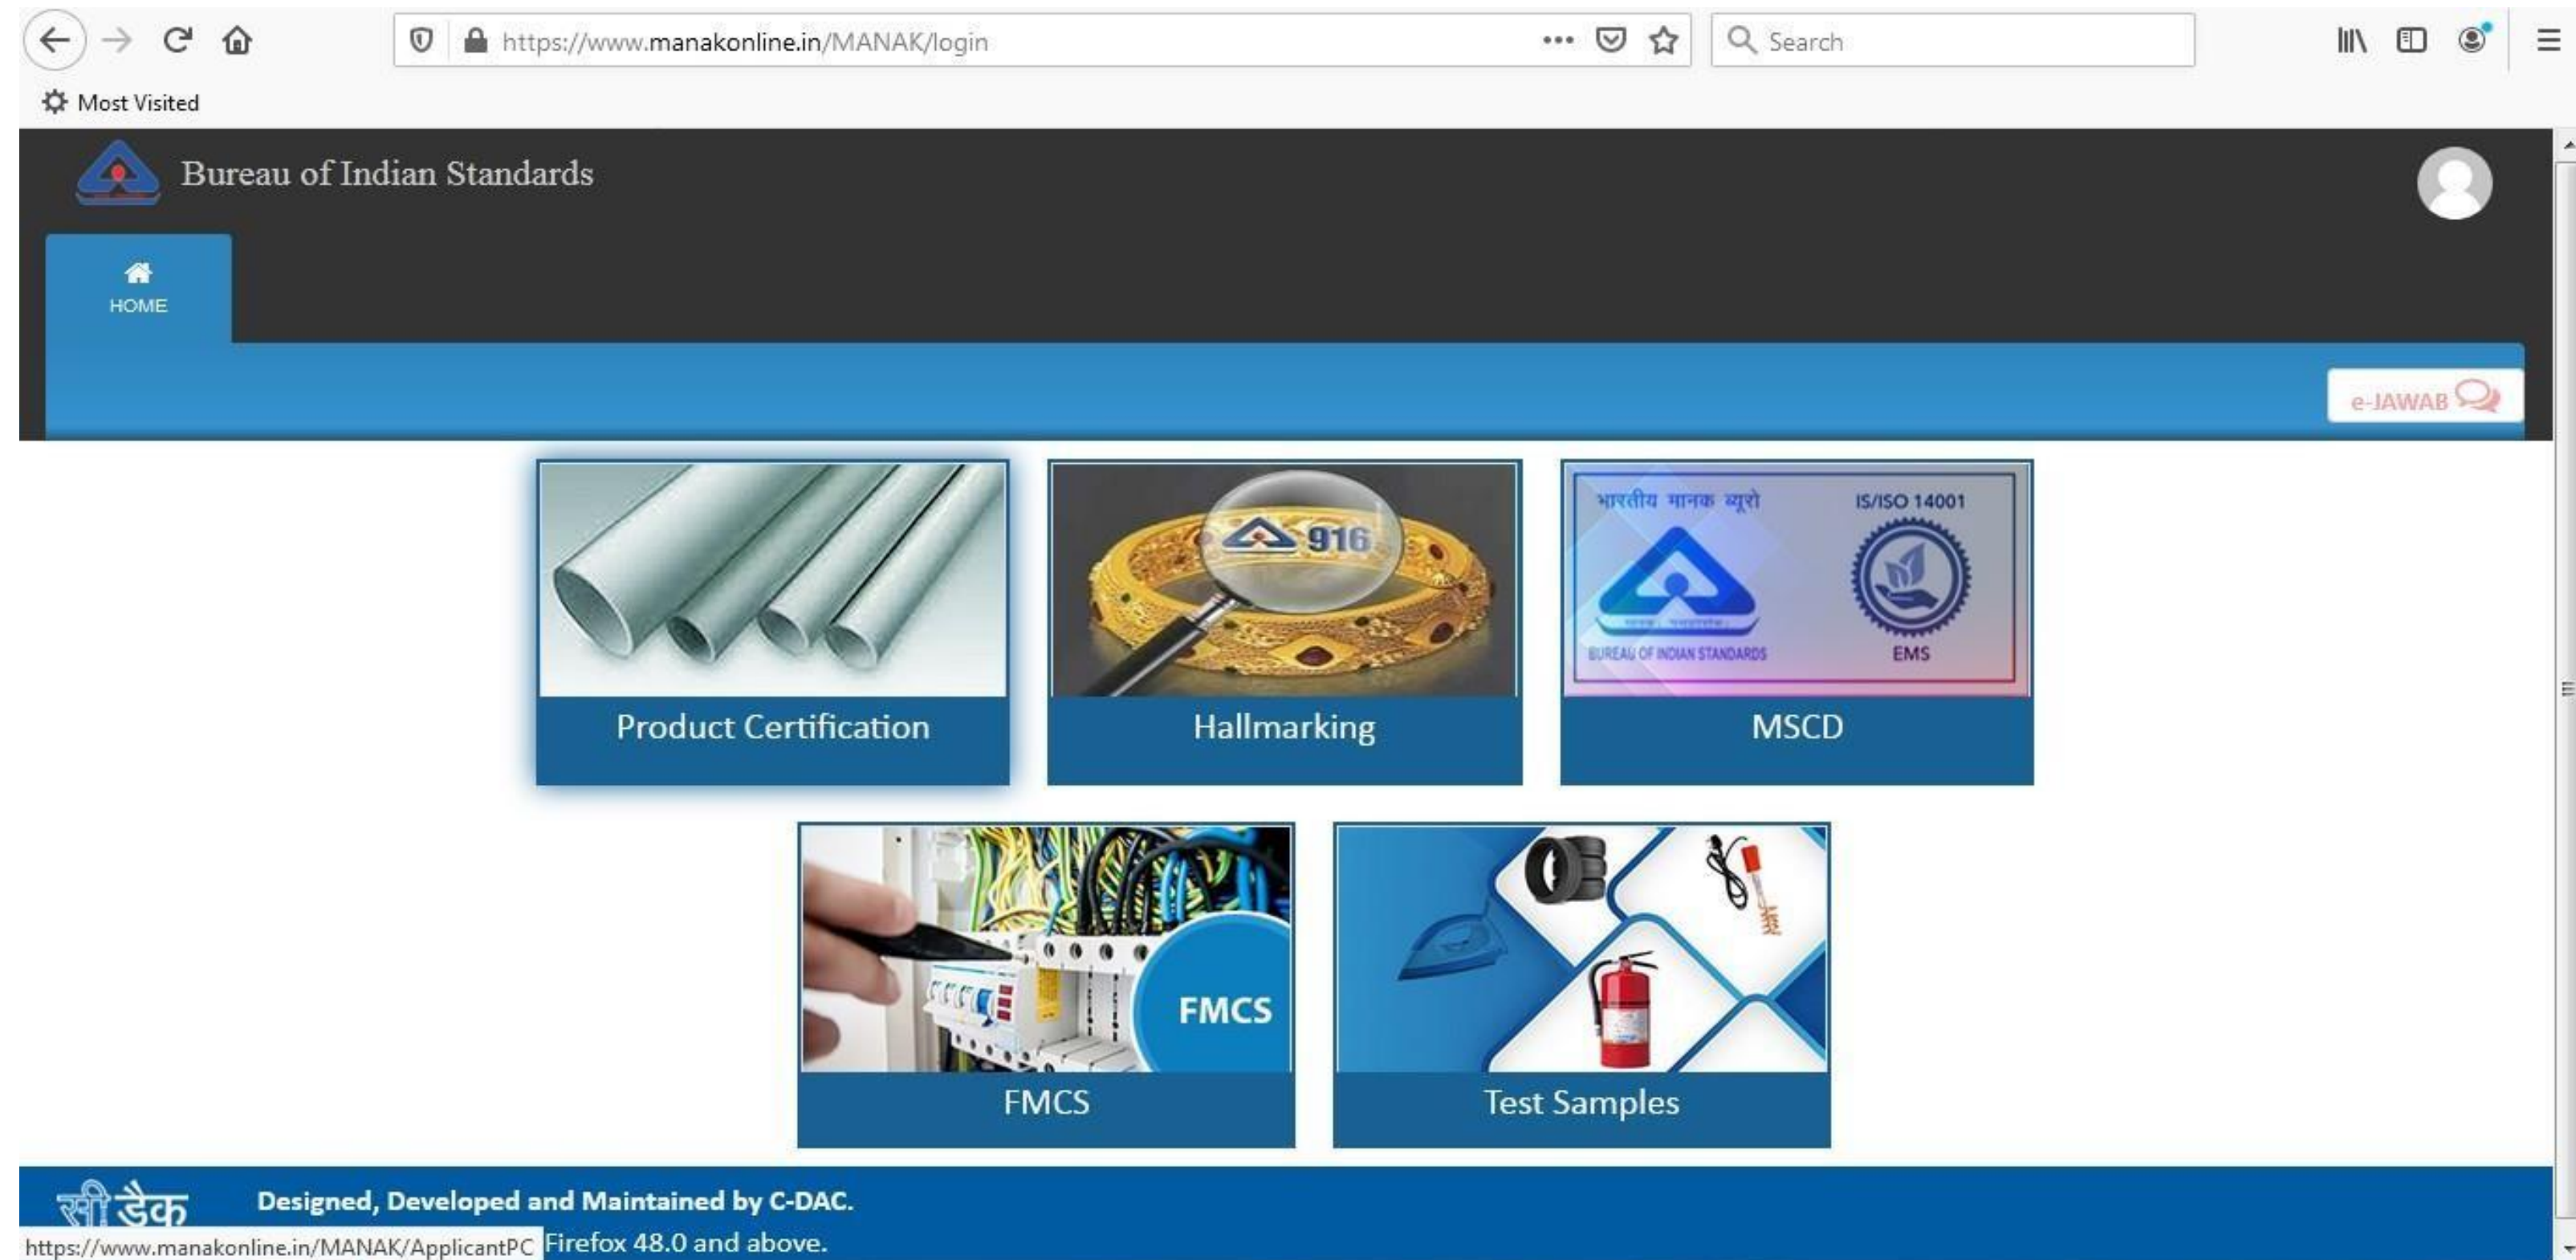 https://www.manakonline.in/MANAK/login
Search
Most Visited
Bureau of Indian Standards
HOME
e-JAWAB
916
भारतीय मानक ब्यूरो
IS/ISO 14001
BUREAU OF INDIAN STANDARDS
EMS
Product Certification
Hallmarking
MSCD
FMCS
FMCS
Test Samples
सी डैक
Designed, Developed and Maintained by C-DAC.
https://www.manakonline.in/MANAK/ApplicantPC
Firefox 48.0 and above.